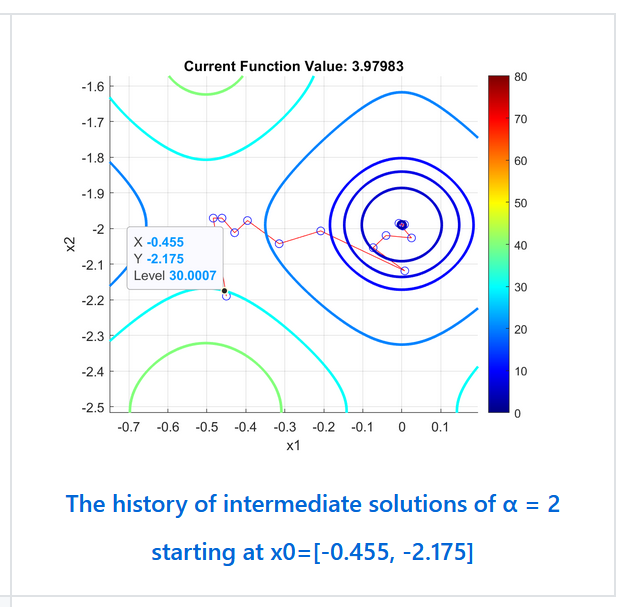 Current Function Value: 3.97983
80
70
60
50
40
30
20
10
0
-1.6
-1.7
-1.8
-1.9
-2
-2.1
-2.2
-2.3
-2.4
-2.5
x2
X -0.455
Y -2.175
Level 30.0007
-0.7 -0.6 -0.5 -0.4 -0.3 -0.2 -0.1 0 0.1
x1
The history of intermediate solutions of α = 2
starting at x0=[-0.455, -2.175]